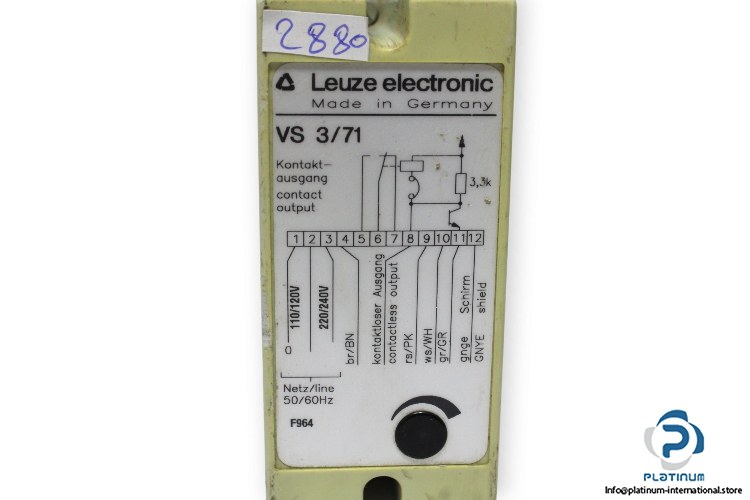 2880
Leuze electronic
Made in Germany
VS 3/71
Kontakt-
ausgang
contact
output
3,3k
1 2 3 4 5 6 7 8 9 10 11 12
110/120V
220/240V
br/BN
kontaktloser Ausgang
contactless output
rs/PK
ws/WH
gr/GR
gnge Schirm
GNYE shield
0
Netz/line
50/60Hz
F964
PLATINUM
INTERNATIONAL
Info@platinum-international.store